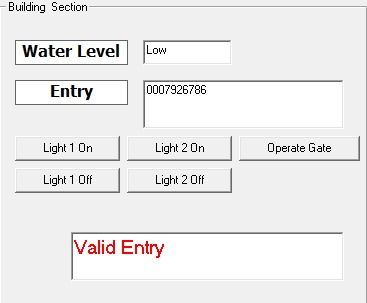 Building Section
Water Level
Low
Entry
0007926786
Light 1 On
Light 2 On
Operate Gate
Light 1 Off
Light 2 Off
Valid Entry